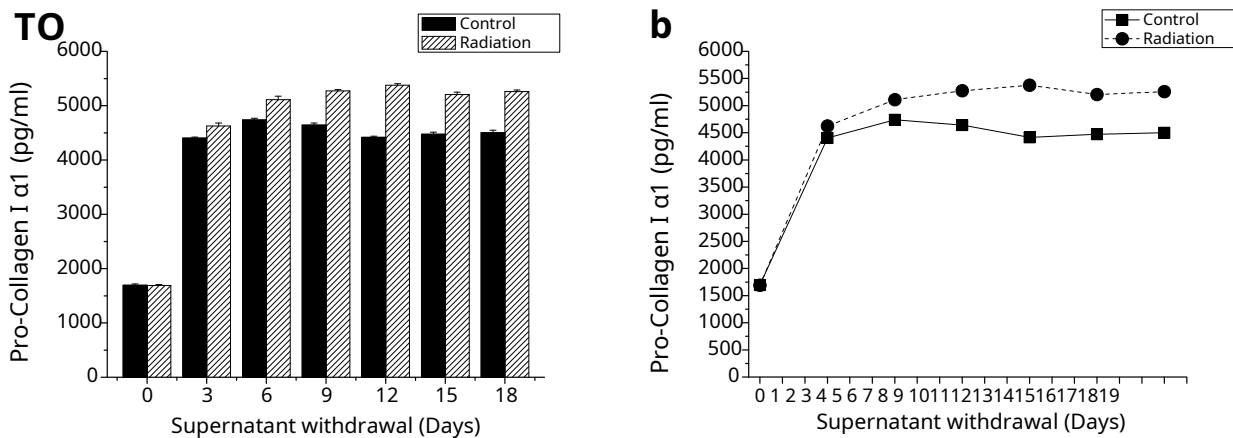 TO
Control
Radiation
6000
5000
4000
3000
2000
1000
0
Pro-Collagen I α1 (pg/ml)
0 3 6 9 12 15 18
Supernatant withdrawal (Days)
b
Control
Radiation
6000
5500
5000
4500
4000
3500
3000
2500
2000
1500
1000
500
0
Pro-Collagen I α1 (pg/ml)
0 1 2 3 4 5 6 7 8 9 10111213141516171819
Supernatant withdrawal (Days)